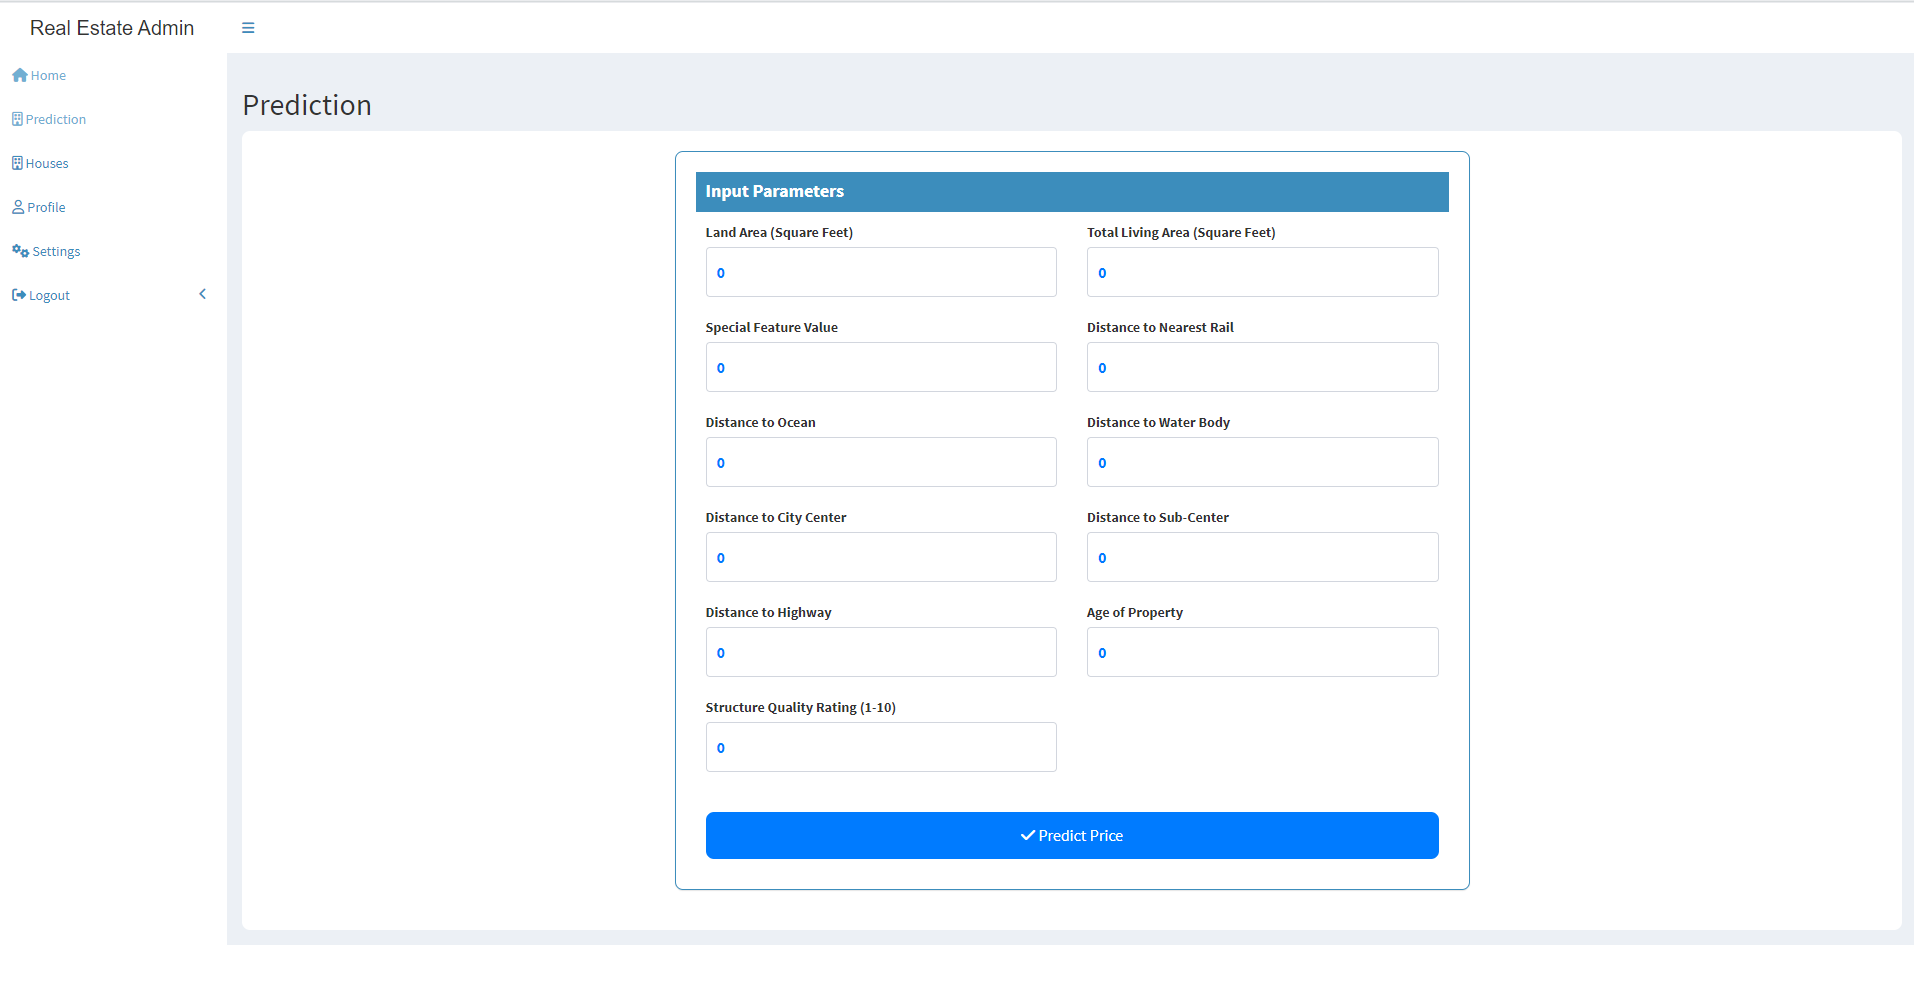 Real Estate Admin
Home
Prediction
Houses
Profile
Settings
Logout
Prediction
Input Parameters
Land Area (Square Feet)
0
Total Living Area (Square Feet)
0
Special Feature Value
0
Distance to Nearest Rail
0
Distance to Ocean
0
Distance to Water Body
0
Distance to City Center
0
Distance to Sub-Center
0
Distance to Highway
0
Age of Property
0
Structure Quality Rating (1-10)
0
Predict Price